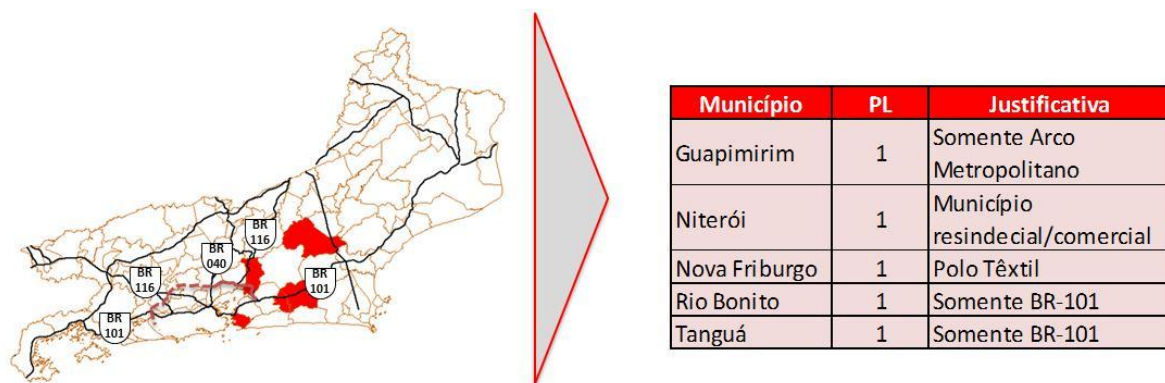 BR
116
BR
040
BR
116
BR
101
BR
101
Município PL Justificativa
Guapimirim 1 Somente Arco
Metropolitano
Niterói 1 Município
resindecial/comercial
Nova Friburgo 1 Polo Têxtil
Rio Bonito 1 Somente BR-101
Tanguá 1 Somente BR-101